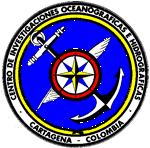 CENTRO DE INVESTIGACIONES OCEANOGRAFICAS E HIDROGRAFICAS
- CARTAGENA - COLOMBIA -